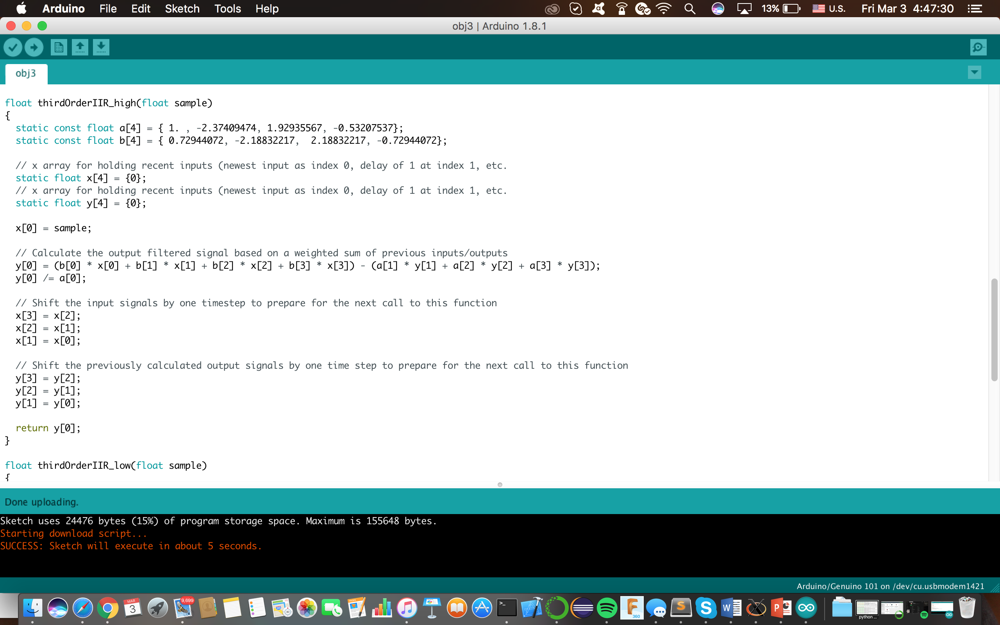 Arduino File Edit Sketch Tools Help 13% U.S. Fri Mar 3 4:47:30
obj3 | Arduino 1.8.1
obj3
float thirdOrderIIR_high(float sample)
{
static const float a[4] = { 1. , -2.37409474, 1.92935567, -0.53207537};
static const float b[4] = { 0.72944072, -2.18832217,  2.18832217, -0.72944072};
// x array for holding recent inputs (newest input as index 0, delay of 1 at index 1, etc.
static float x[4] = {0};
// x array for holding recent inputs (newest input as index 0, delay of 1 at index 1, etc.
static float y[4] = {0};
x[0] = sample;
// Calculate the output filtered signal based on a weighted sum of previous inputs/outputs
y[0] = (b[0] * x[0] + b[1] * x[1] + b[2] * x[2] + b[3] * x[3]) - (a[1] * y[1] + a[2] * y[2] + a[3] * y[3]);
y[0] /= a[0];
// Shift the input signals by one timestep to prepare for the next call to this function
x[3] = x[2];
x[2] = x[1];
x[1] = x[0];
// Shift the previously calculated output signals by one time step to prepare for the next call to this function
y[3] = y[2];
y[2] = y[1];
y[1] = y[0];
return y[0];
}
float thirdOrderIIR_low(float sample)
{
Done uploading.
Sketch uses 24476 bytes (15%) of program storage space. Maximum is 155648 bytes.
Starting download script...
SUCCESS: Sketch will execute in about 5 seconds.
Arduino/Genuino 101 on /dev/cu.usbmodem1421
MAR 3 9,699 PAGES >_ F 360 S S W P python ...